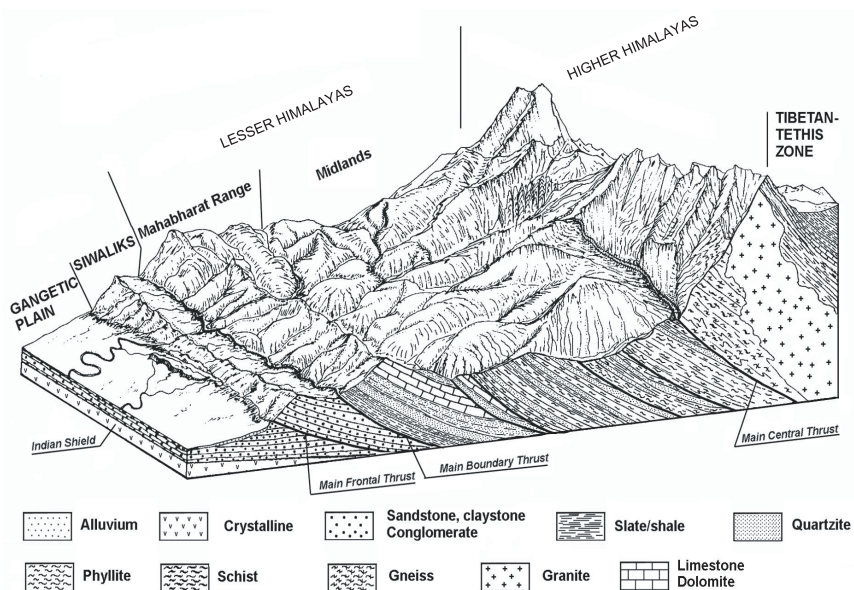 HIGHER HIMALAYAS
LESSER HIMALAYAS
TIBETAN-
TETHIS
ZONE
Midlands
Mahabharat Range
SIWALIKS
GANGETIC
PLAIN
Indian Shield
Main Frontal Thrust
Main Boundary Thrust
Main Central Thrust
Alluvium
Crystalline
Sandstone, claystone
Conglomerate
Slate/shale
Quartzite
Phyllite
Schist
Gneiss
Granite
Limestone
Dolomite